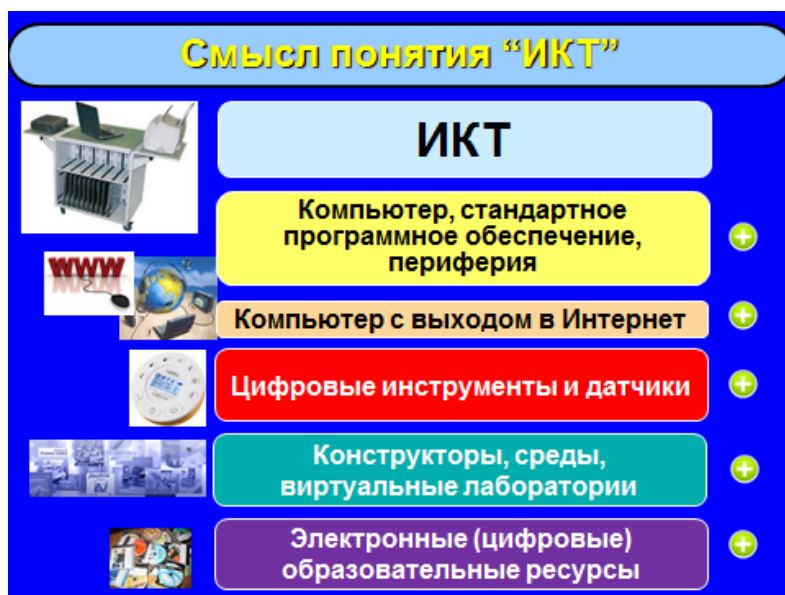 Смысл понятия “ИКТ”
ИКТ
Компьютер, стандартное
программное обеспечение,
периферия
WWW
Компьютер с выходом в Интернет
Цифровые инструменты и датчики
Конструкторы, среды,
виртуальные лаборатории
Электронные (цифровые)
образовательные ресурсы